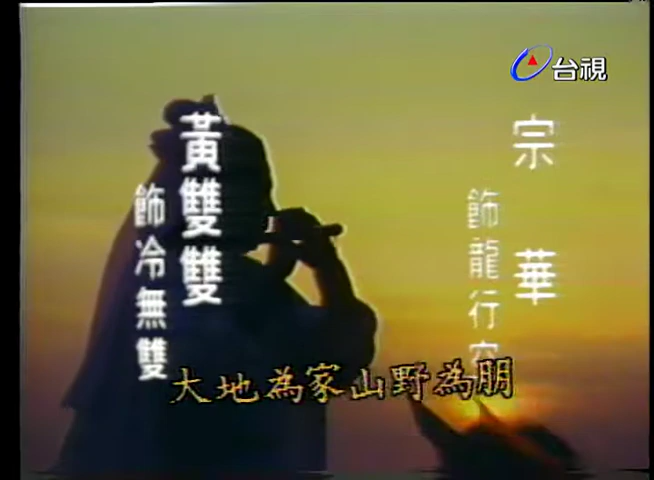 台視
宗華
飾龍行空
黃雙雙
飾冷無雙
大地為家山野為朋